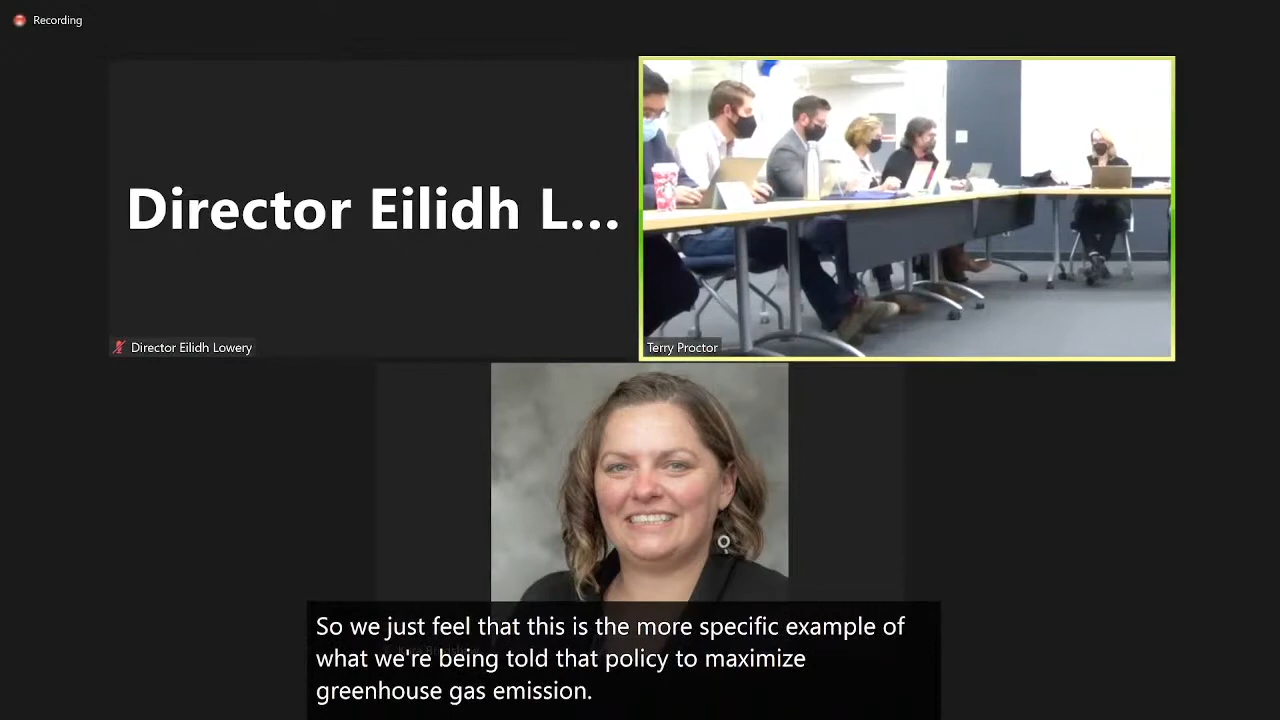 Recording
Director Eilidh L...
Director Eilidh Lowery
Terry Proctor
So we just feel that this is the more specific example of
what we're being told that policy to maximize
greenhouse gas emission.